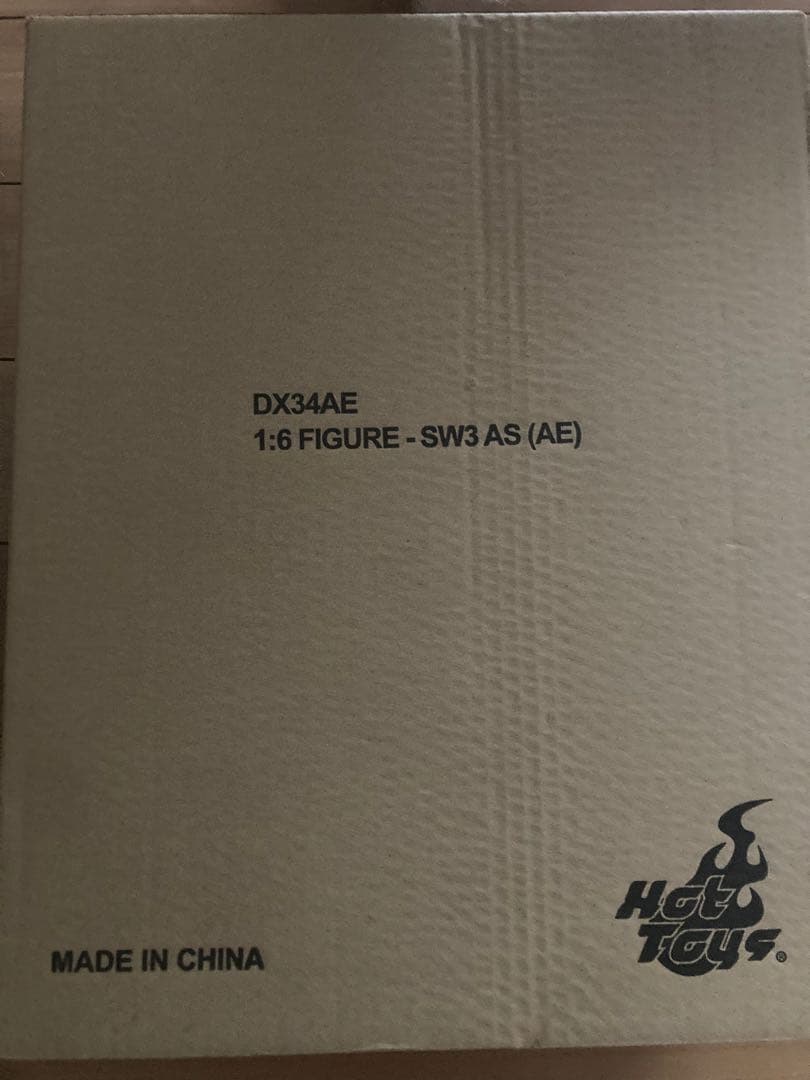 DX34AE
1:6 FIGURE - SW3 AS (AE)
Hot
Toys®
MADE IN CHINA